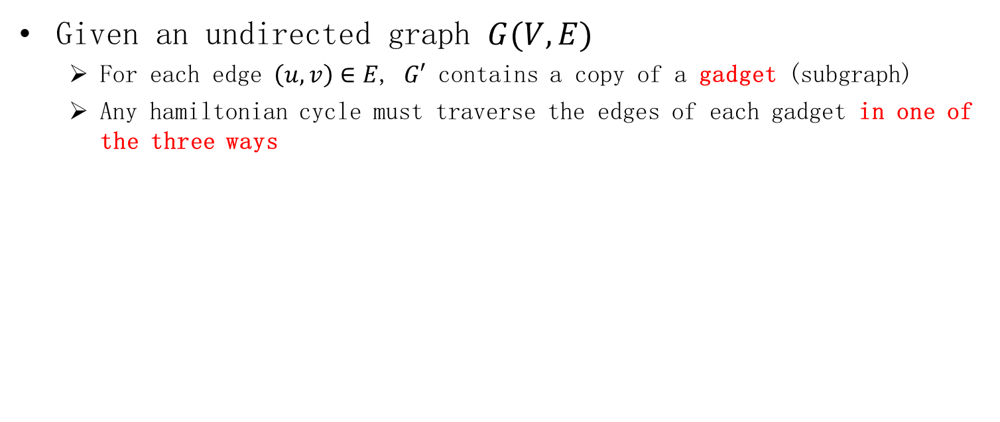 • Given an undirected graph G(V,E)
➢ For each edge (u,v) ∈ E, G′ contains a copy of a gadget (subgraph)
➢ Any hamiltonian cycle must traverse the edges of each gadget in one of
the three ways